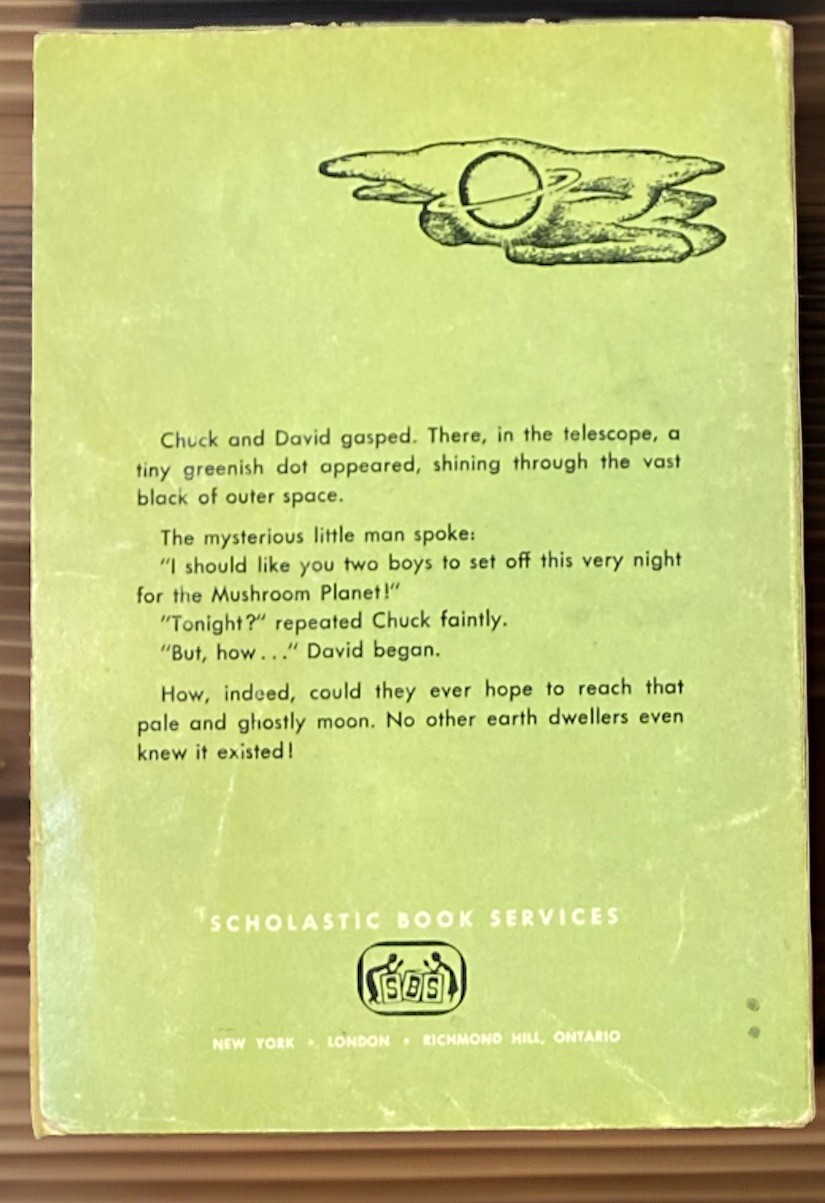 Chuck and David gasped. There, in the telescope, a
tiny greenish dot appeared, shining through the vast
black of outer space.
The mysterious little man spoke:
"I should like you two boys to set off this very night
for the Mushroom Planet!"
"Tonight?" repeated Chuck faintly.
"But, how..." David began.
How, indeed, could they ever hope to reach that
pale and ghostly moon. No other earth dwellers even
knew it existed!
SCHOLASTIC BOOK SERVICES
SBS
NEW YORK • LONDON • RICHMOND HILL, ONTARIO